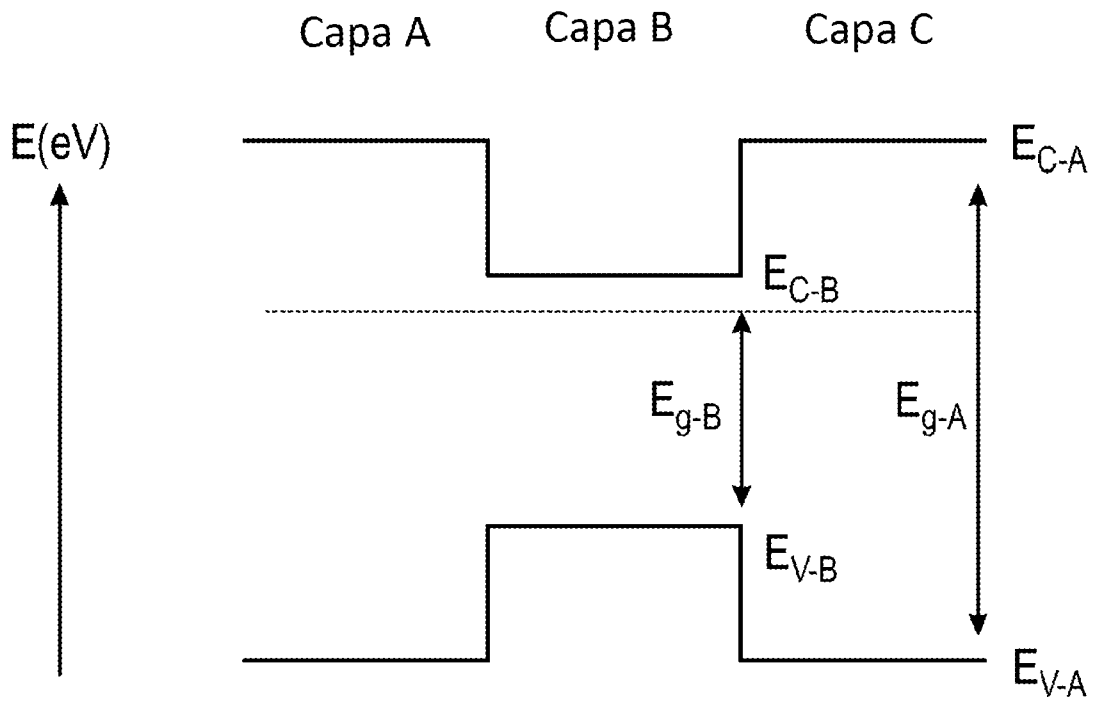 Capa A Capa B Capa C
E(eV)
E_C-A
E_C-B
E_g-B
E_g-A
E_V-B
E_V-A